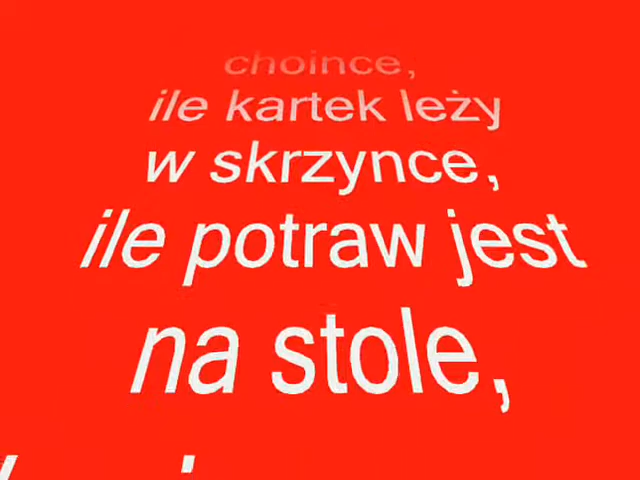 choince,
ile kartek leży
w skrzynce,
ile potraw jest
na stole,